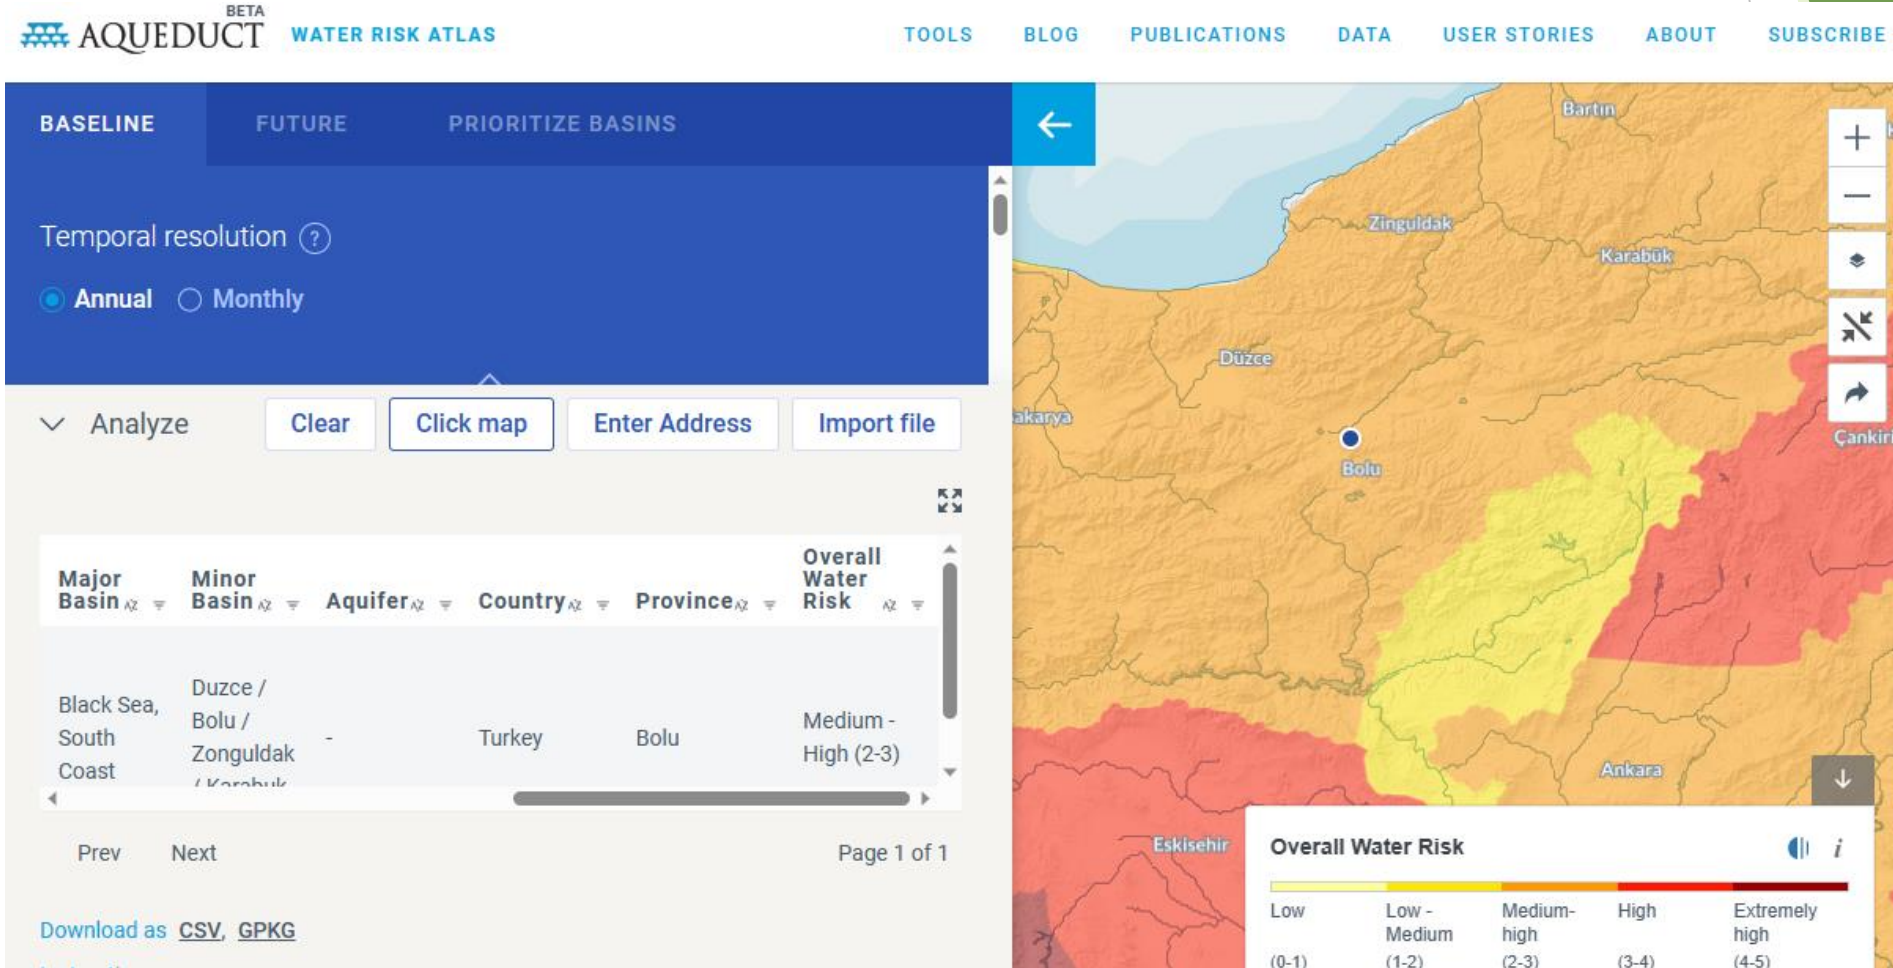 BETA
AQUEDUCT WATER RISK ATLAS
TOOLS BLOG PUBLICATIONS DATA USER STORIES ABOUT SUBSCRIBE
BASELINE FUTURE PRIORITIZE BASINS
Temporal resolution ?
Annual Monthly
Analyze Clear Click map Enter Address Import file
Major Basin
Minor Basin
Aquifer
Country
Province
Overall Water Risk
Black Sea,
South
Coast
Duzce /
Bolu /
Zonguldak
/ Karabuk
-
Turkey
Bolu
Medium -
High (2-3)
Prev Next Page 1 of 1
Download as CSV, GPKG
Bartın
Zinguldak
Karabük
Düzce
akarya
Çankiri
Bolu
Ankara
Eskisehir
Overall Water Risk i
Low
Low -
Medium
Medium-
high
High
Extremely
high
(0-1) (1-2) (2-3) (3-4) (4-5)